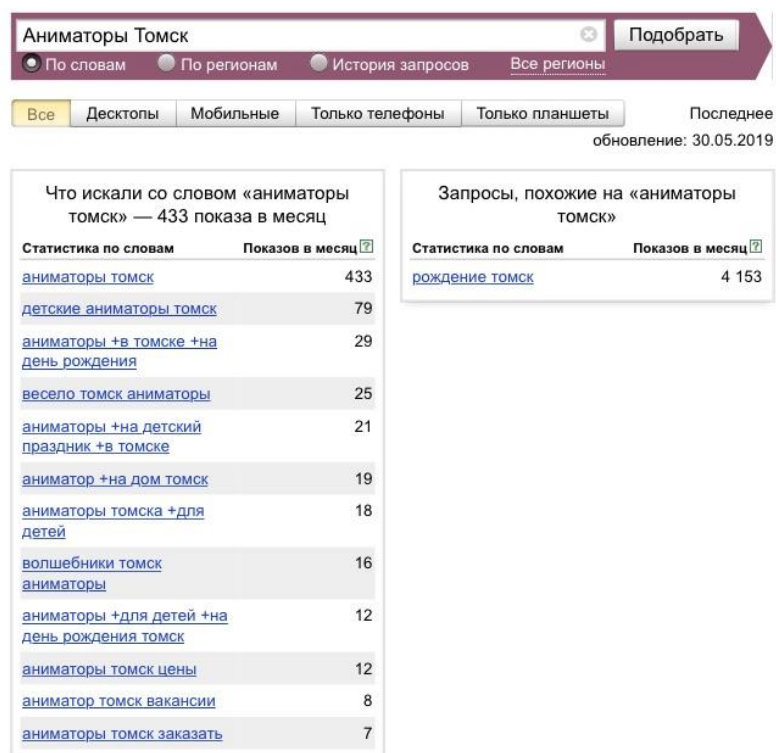 Аниматоры Томск
Подобрать
По словам
По регионам
История запросов
Все регионы
Все
Десктопы
Мобильные
Только телефоны
Только планшеты
Последнее
обновление: 30.05.2019
Что искали со словом «аниматоры
томск» — 433 показа в месяц
Статистика по словам
Показов в месяц ?
аниматоры томск 433
детские аниматоры томск 79
аниматоры +в томске +на 29
день рождения
весело томск аниматоры 25
аниматоры +на детский 21
праздник +в томске
аниматор +на дом томск 19
аниматоры томска +для 18
детей
волшебники томск 16
аниматоры
аниматоры +для детей +на 12
день рождения томск
аниматоры томск цены 12
аниматор томск вакансии 8
аниматоры томск заказать 7
Запросы, похожие на «аниматоры
томск»
Статистика по словам
Показов в месяц ?
рождение томск 4 153